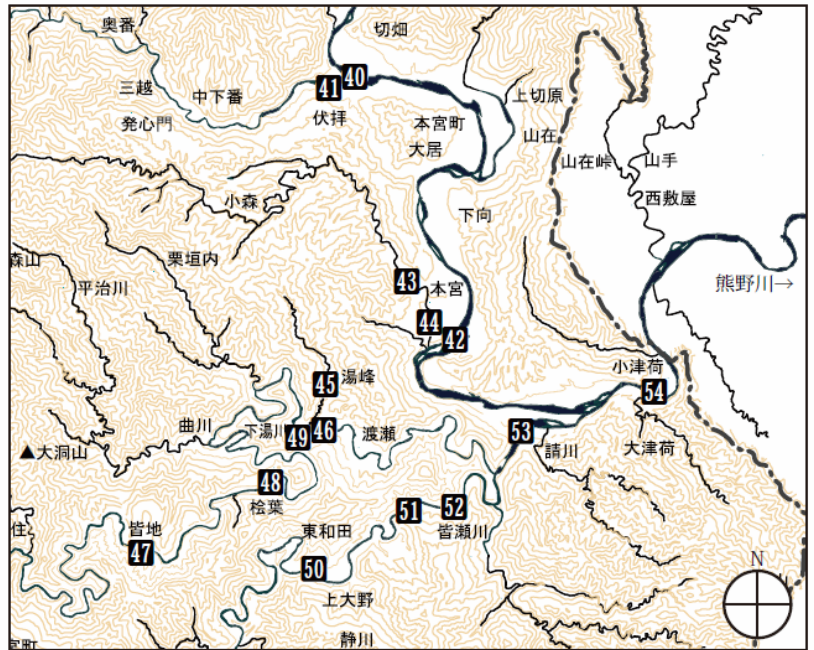 奥番
切畑
三越
中下番
41
40
上切原
発心門
伏拝
本宮町
大居
山在
山在峠
山手
小森
下向
西敷屋
森山
栗垣内
平治川
43
本宮
熊野川→
44
42
45
湯峰
小津荷
54
曲川
下湯川
49
46
渡瀬
53
請川
大津荷
▲大洞山
48
桧葉
51
52
皆瀬川
住
皆地
47
東和田
50
上大野
静川
宮町
N